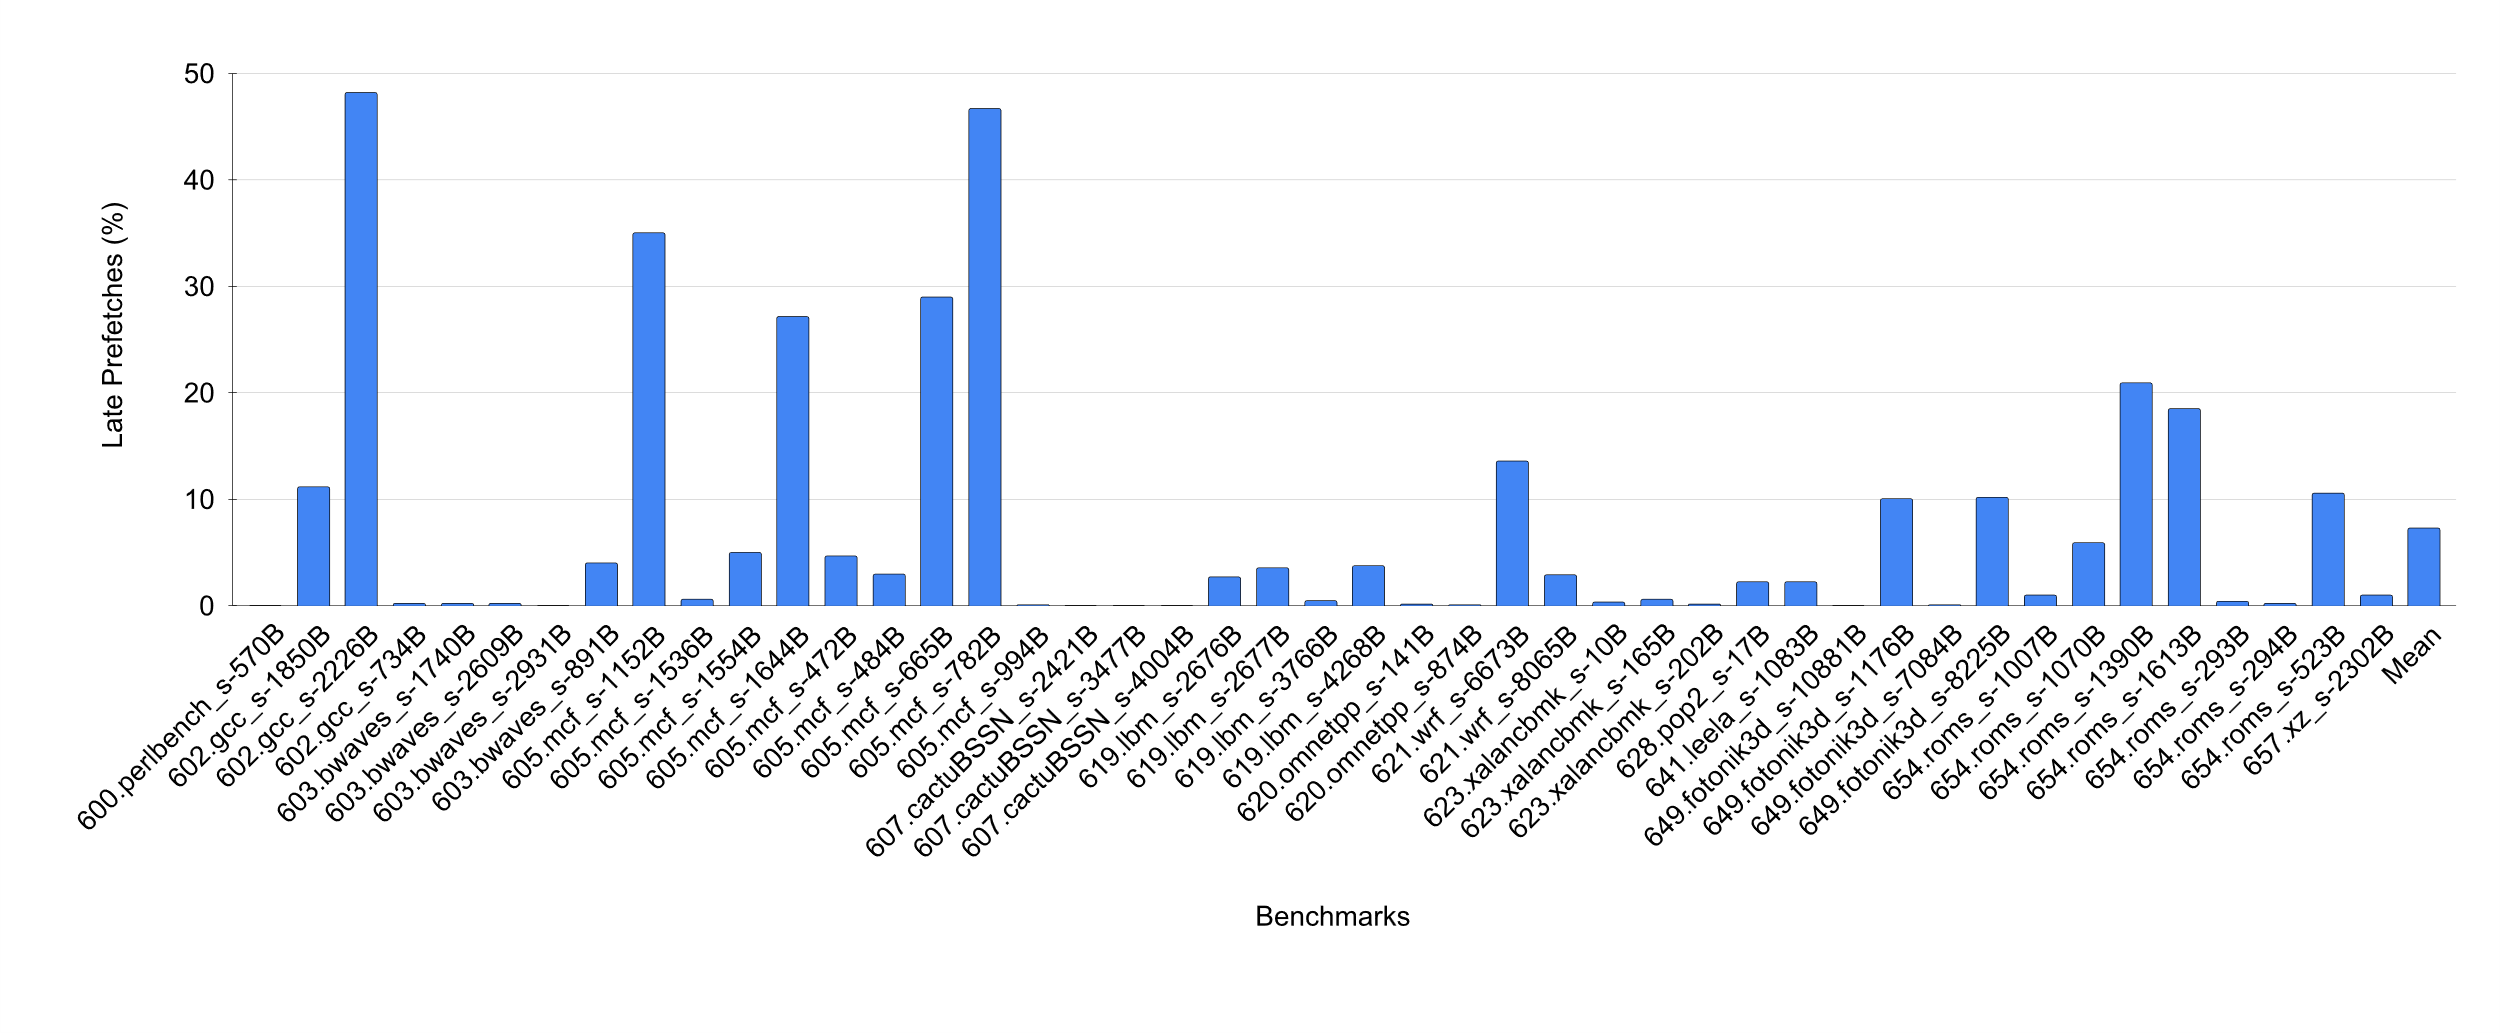 50
40
30
20
10
0
Late Prefetches (%)
600.perlbench_s-570B
602.gcc_s-1850B
602.gcc_s-2226B
602.gcc_s-734B
603.bwaves_s-1740B
603.bwaves_s-2609B
603.bwaves_s-2931B
603.bwaves_s-891B
605.mcf_s-1152B
605.mcf_s-1536B
605.mcf_s-1554B
605.mcf_s-1644B
605.mcf_s-472B
605.mcf_s-484B
605.mcf_s-665B
605.mcf_s-782B
605.mcf_s-994B
607.cactuBSSN_s-2421B
607.cactuBSSN_s-3477B
607.cactuBSSN_s-4004B
619.lbm_s-2676B
619.lbm_s-2677B
619.lbm_s-3766B
619.lbm_s-4268B
620.omnetpp_s-141B
620.omnetpp_s-874B
621.wrf_s-6673B
621.wrf_s-8065B
623.xalancbmk_s-10B
623.xalancbmk_s-165B
623.xalancbmk_s-202B
628.pop2_s-17B
641.leela_s-1083B
649.fotonik3d_s-10881B
649.fotonik3d_s-1176B
649.fotonik3d_s-7084B
649.fotonik3d_s-8225B
654.roms_s-1007B
654.roms_s-1070B
654.roms_s-1390B
654.roms_s-1613B
654.roms_s-293B
654.roms_s-294B
654.roms_s-523B
657.xz_s-2302B
Mean
Benchmarks